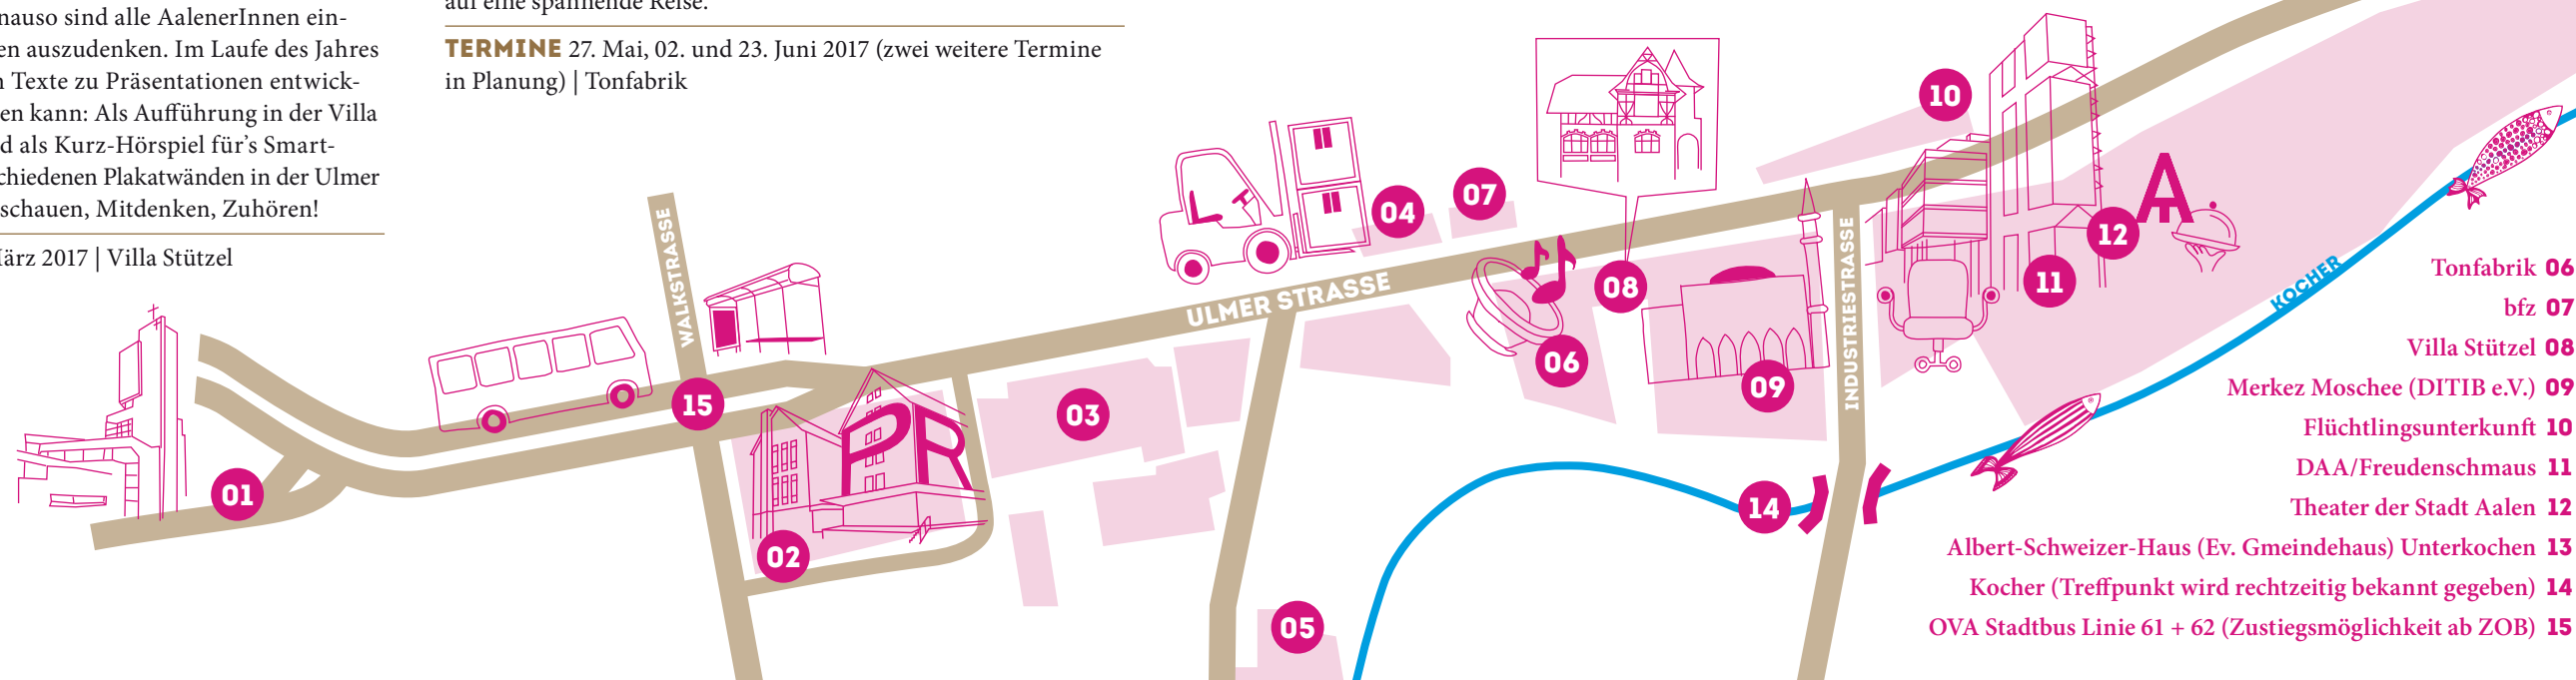 nauso sind alle AalenerInnen ein-
en auszudenken. Im Laufe des Jahres
n Texte zu Präsentationen entwick-
en kann: Als Aufführung in der Villa
d als Kurz-Hörspiel für’s Smart-
chiedenen Plakatwänden in der Ulmer
schauen, Mitdenken, Zuhören!
März 2017 | Villa Stützel
auf eine spannende Reise.
TERMINE 27. Mai, 02. und 23. Juni 2017 (zwei weitere Termine
in Planung) | Tonfabrik
WALKSTRASSE
ULMER STRASSE
INDUSTRIESTRASSE
KOCHER
01
15
02
PR
03
04
07
05
06
08
09
10
11
12
A
14
Tonfabrik 06
bfz 07
Villa Stützel 08
Merkez Moschee (DITIB e.V.) 09
Flüchtlingsunterkunft 10
DAA/Freudenschmaus 11
Theater der Stadt Aalen 12
Albert-Schweizer-Haus (Ev. Gmeindehaus) Unterkochen 13
Kocher (Treffpunkt wird rechtzeitig bekannt gegeben) 14
OVA Stadtbus Linie 61 + 62 (Zustiegsmöglichkeit ab ZOB) 15